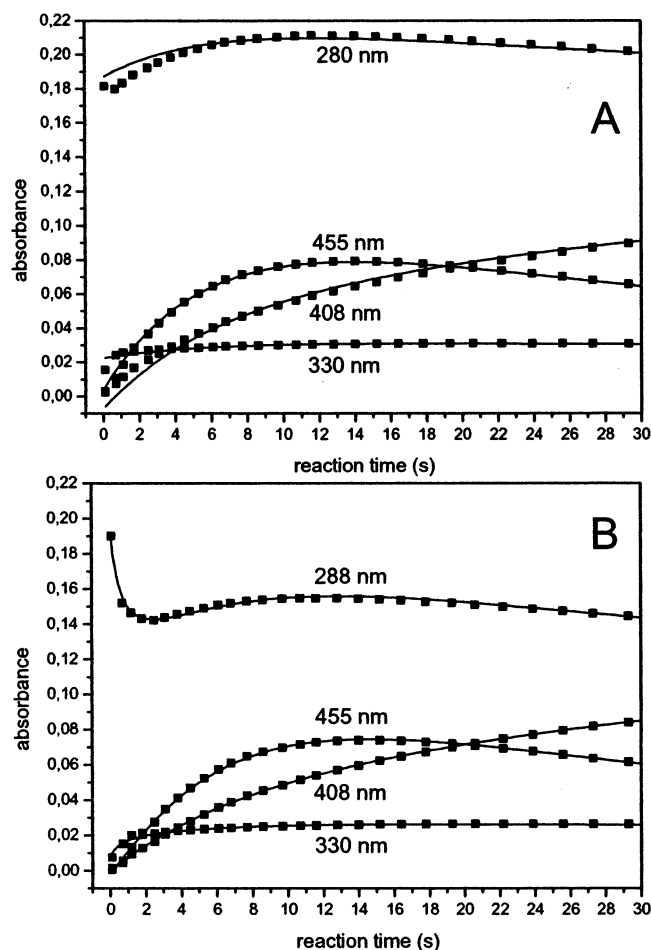 0,22
0,20
0,18
0,16
0,14
0,12
0,10
0,08
0,06
0,04
0,02
0,00
absorbance
280 nm
A
455 nm
408 nm
330 nm
0 2 4 6 8 10 12 14 16 18 20 22 24 26 28 30
reaction time (s)
0,22
0,20
0,18
0,16
0,14
0,12
0,10
0,08
0,06
0,04
0,02
0,00
absorbance
B
288 nm
455 nm
408 nm
330 nm
0 2 4 6 8 10 12 14 16 18 20 22 24 26 28 30
reaction time (s)